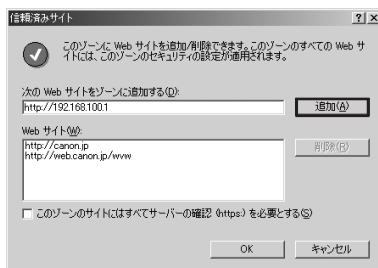 信頼済みサイト
このゾーンに Web サイトを追加/削除できます。このゾーンのすべての Web サ
イトには、このゾーンのセキュリティの設定が適用されます。
次の Web サイトをゾーンに追加する(D):
http://192.168.100.1
追加(A)
Web サイト(W):
http://canon.jp
http://web.canon.jp/wvw
削除(R)
このゾーンのサイトにはすべてサーバーの確認 (https:) を必要とする(S)
OK
キャンセル